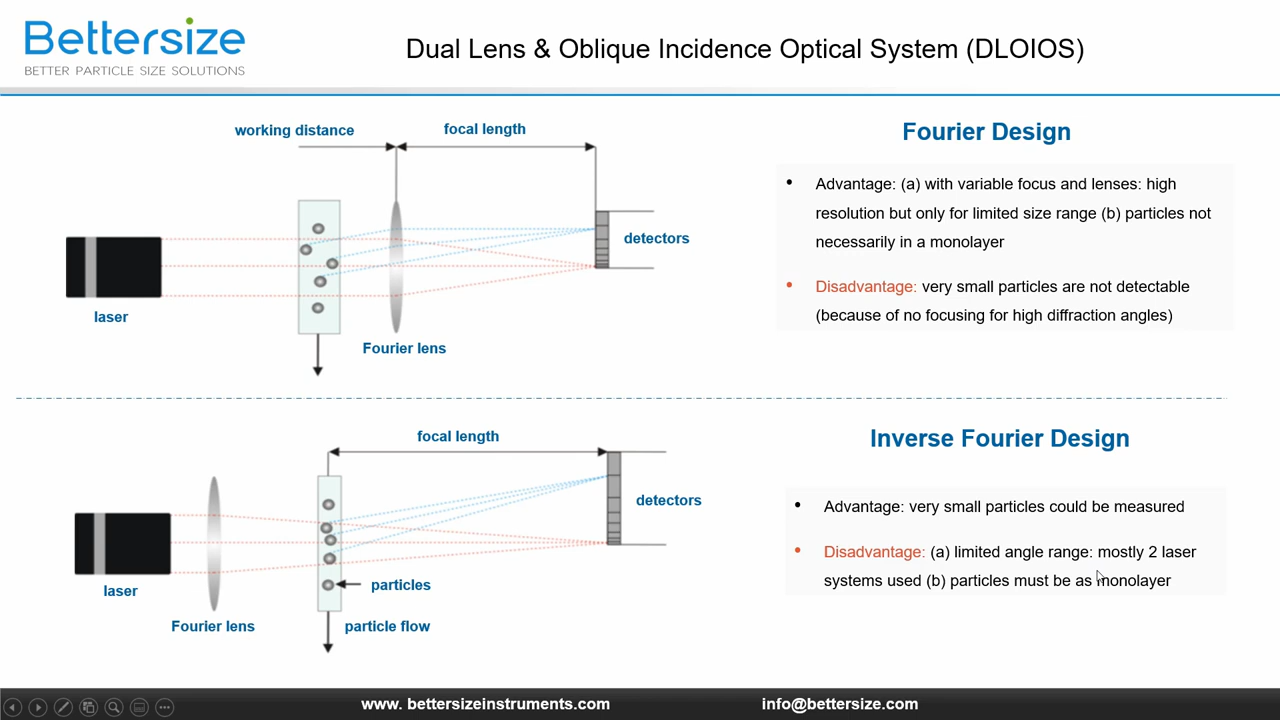 Bettersize
BETTER PARTICLE SIZE SOLUTIONS
Dual Lens & Oblique Incidence Optical System (DLOIOS)
working distance
focal length
detectors
laser
Fourier lens
Fourier Design
• Advantage: (a) with variable focus and lenses: high
resolution but only for limited size range (b) particles not
necessarily in a monolayer
• Disadvantage: very small particles are not detectable
(because of no focusing for high diffraction angles)
focal length
detectors
laser
particles
Fourier lens
particle flow
Inverse Fourier Design
• Advantage: very small particles could be measured
• Disadvantage: (a) limited angle range: mostly 2 laser
systems used (b) particles must be as monolayer
www. bettersizeinstruments.com
info@bettersize.com